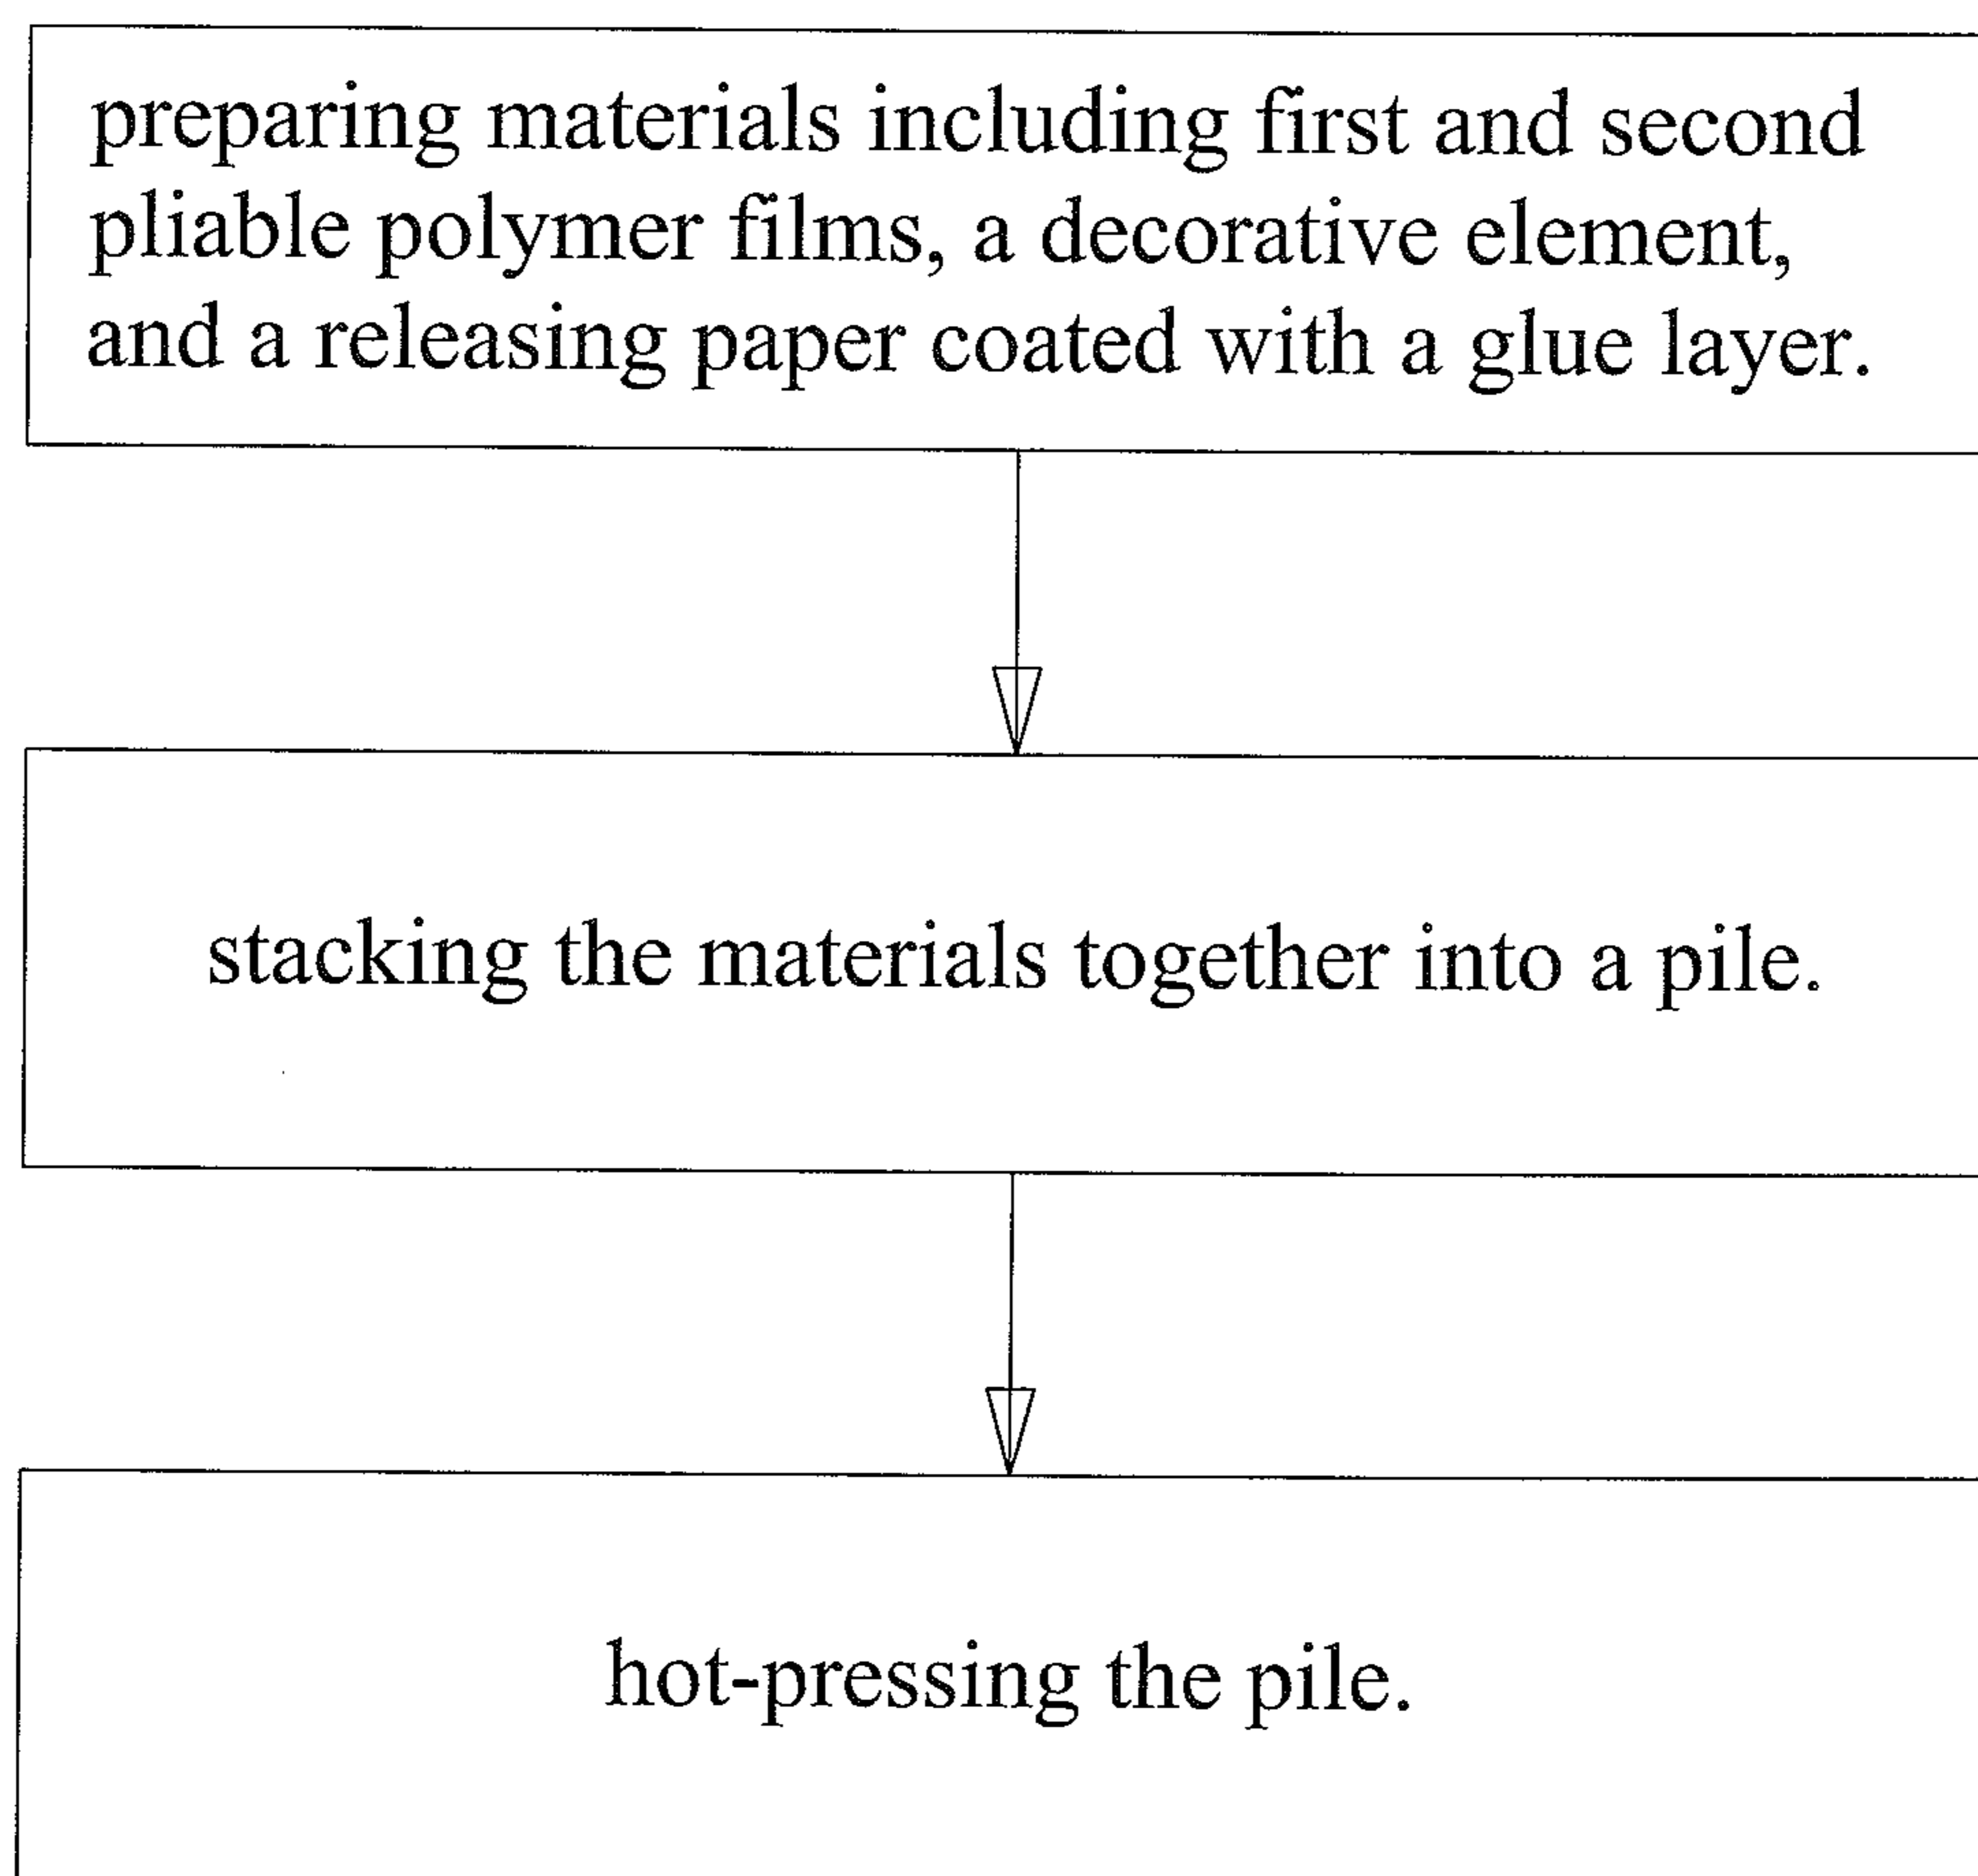 preparing materials including first and second
pliable polymer films, a decorative element,
and a releasing paper coated with a glue layer.
stacking the materials together into a pile.
hot-pressing the pile.